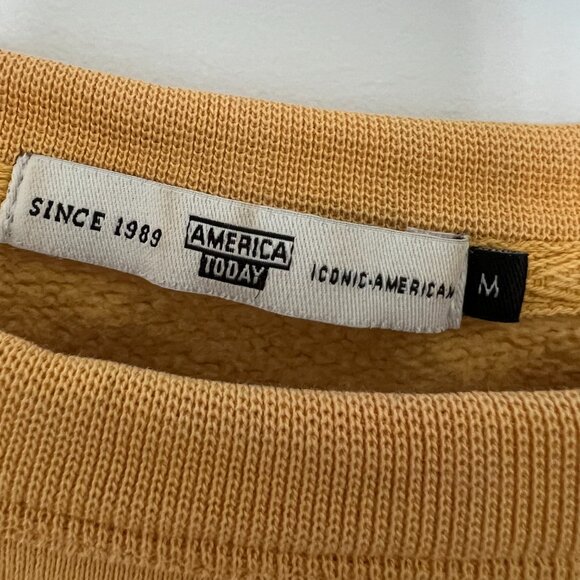 SINCE 1989
AMERICA
TODAY
ICONIC·AMERICAN
M